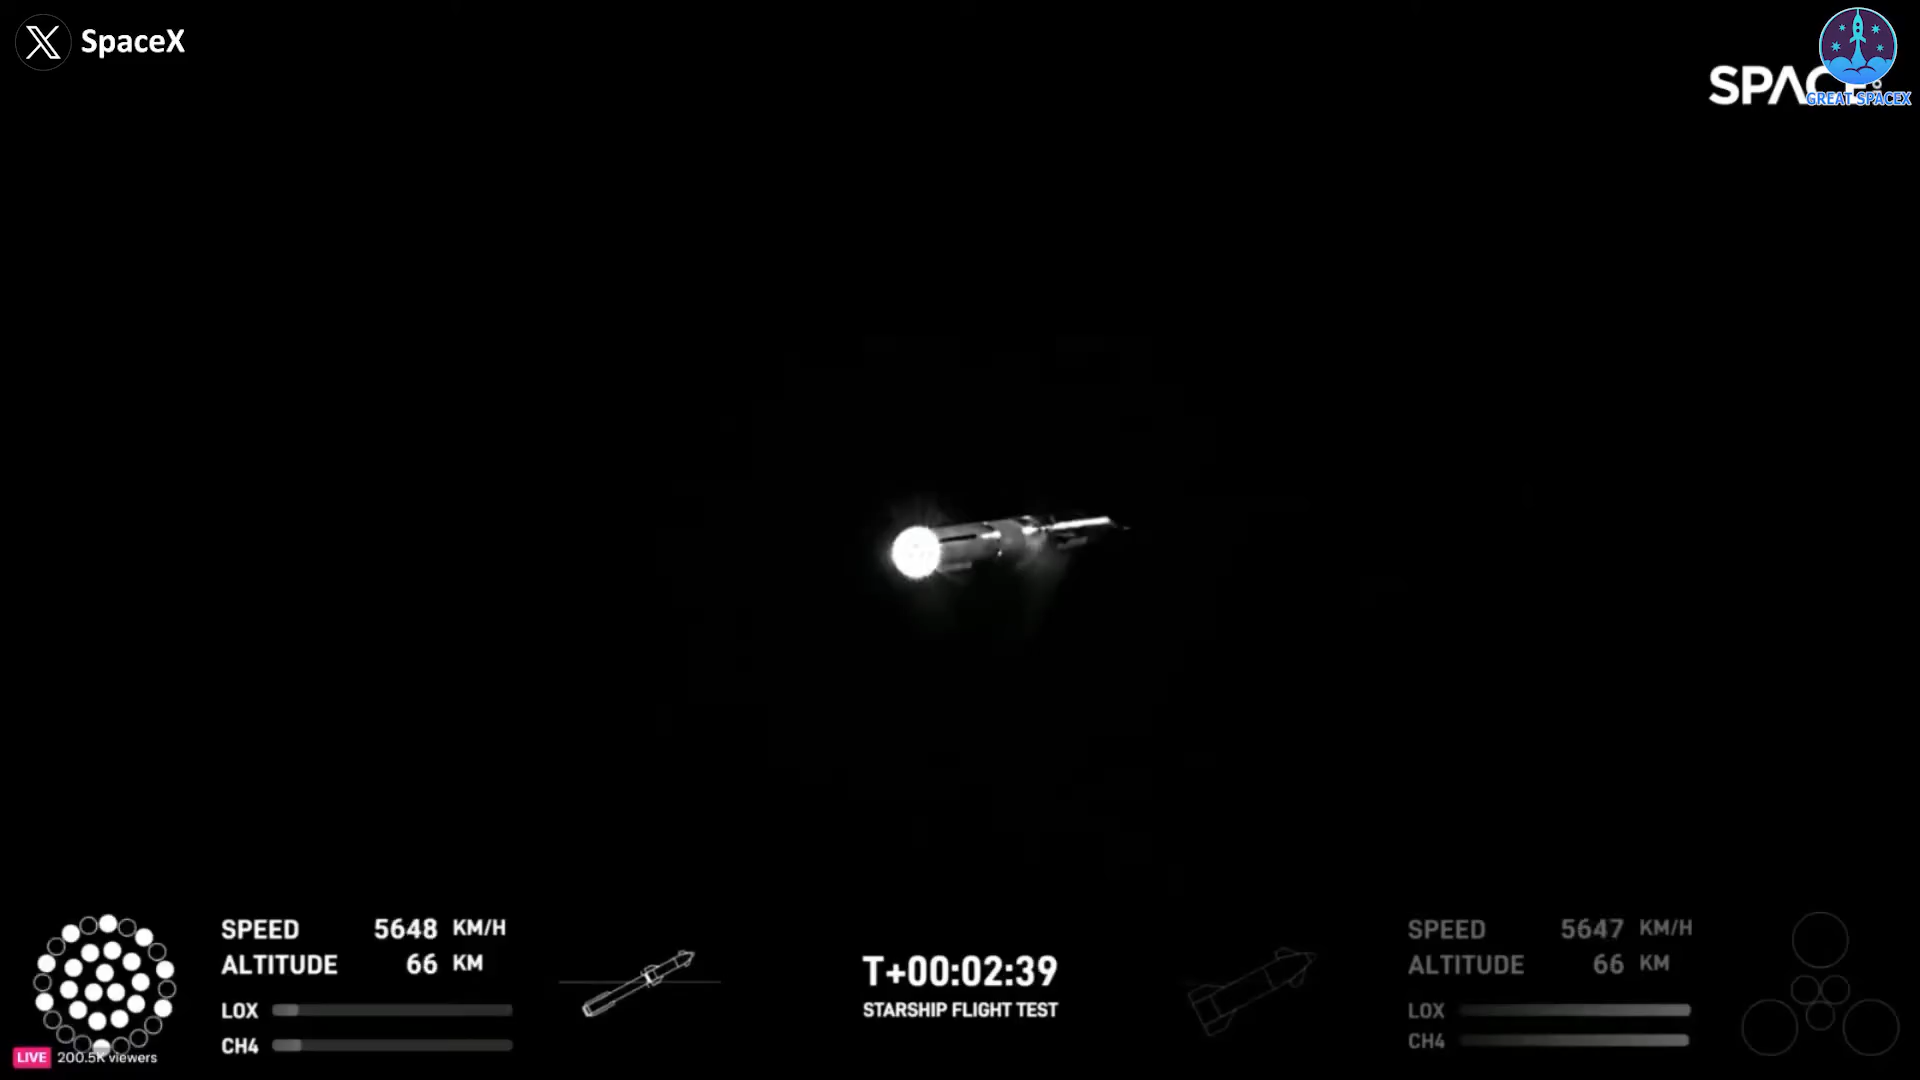 SpaceX
SPACE
GREAT SPACEX
SPEED 5648 KM/H
ALTITUDE 66 KM
LOX
CH4
LIVE 200.5K viewers
T+00:02:39
STARSHIP FLIGHT TEST
SPEED 5647 KM/H
ALTITUDE 66 KM
LOX
CH4